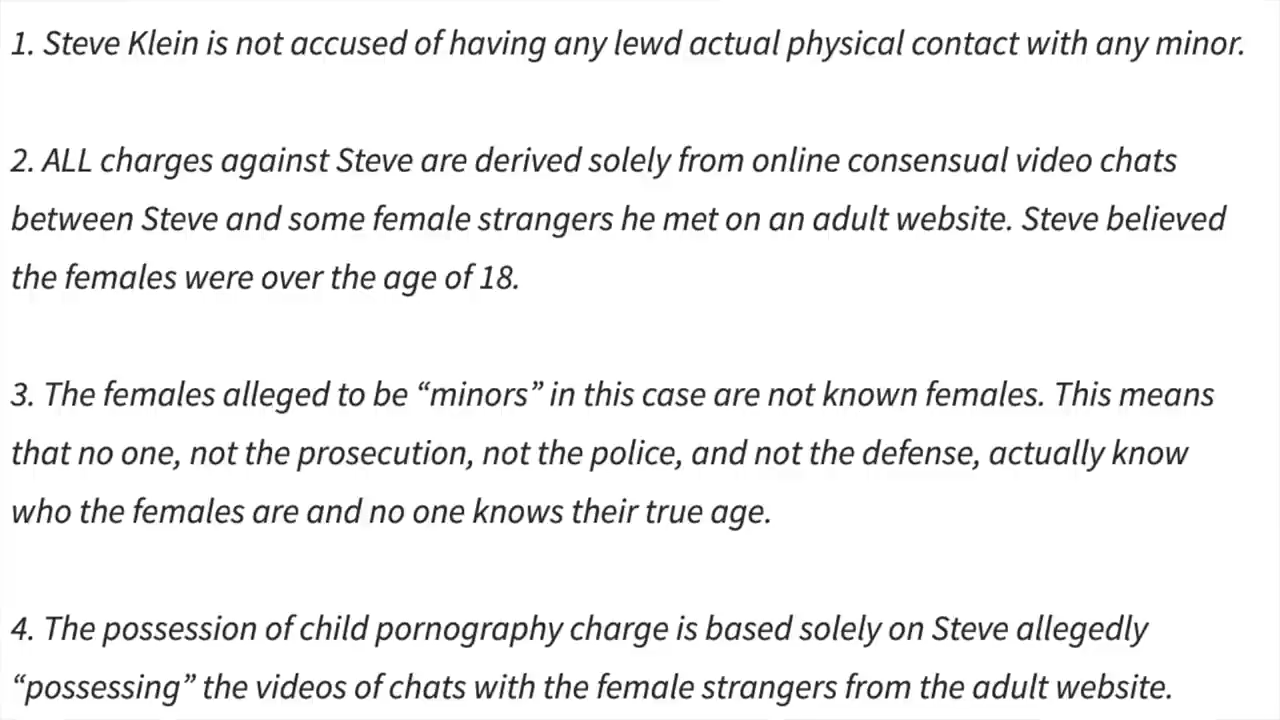 1. Steve Klein is not accused of having any lewd actual physical contact with any minor.
2. ALL charges against Steve are derived solely from online consensual video chats
between Steve and some female strangers he met on an adult website. Steve believed
the females were over the age of 18.
3. The females alleged to be “minors” in this case are not known females. This means
that no one, not the prosecution, not the police, and not the defense, actually know
who the females are and no one knows their true age.
4. The possession of child pornography charge is based solely on Steve allegedly
“possessing” the videos of chats with the female strangers from the adult website.